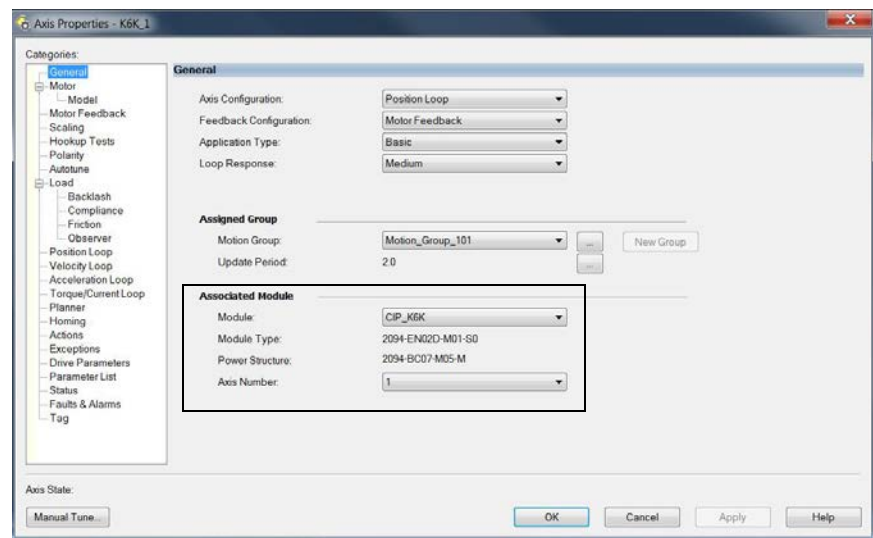 Axis Properties - K6K_1
Categories:
General
Motor
Model
Motor Feedback
Scaling
Hookup Tests
Polarity
Autotune
Load
Backlash
Compliance
Friction
Observer
Position Loop
Velocity Loop
Acceleration Loop
Torque/Current Loop
Planner
Homing
Actions
Exceptions
Drive Parameters
Parameter List
Status
Faults & Alarms
Tag
General
Axis Configuration: Position Loop
Feedback Configuration: Motor Feedback
Application Type: Basic
Loop Response: Medium
Assigned Group
Motion Group: Motion_Group_101 ... New Group
Update Period: 2.0 ...
Associated Module
Module: CIP_K6K
Module Type: 2094-EN02D-M01-S0
Power Structure: 2094-BC07-M05-M
Axis Number: 1
Axis State:
Manual Tune... OK Cancel Apply Help